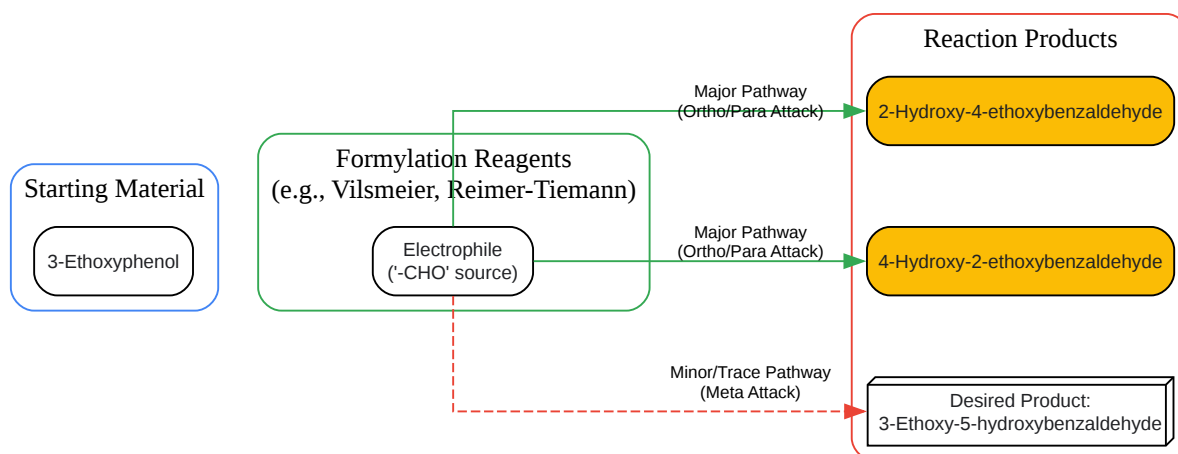 Reaction Products
Major Pathway
(Ortho/Para Attack)
2-Hydroxy-4-ethoxybenzaldehyde
Formylation Reagents
(e.g., Vilsmeier, Reimer-Tiemann)
Starting Material
3-Ethoxyphenol
Electrophile
('-CHO' source)
Major Pathway
(Ortho/Para Attack)
4-Hydroxy-2-ethoxybenzaldehyde
Minor/Trace Pathway
(Meta Attack)
Desired Product:
3-Ethoxy-5-hydroxybenzaldehyde